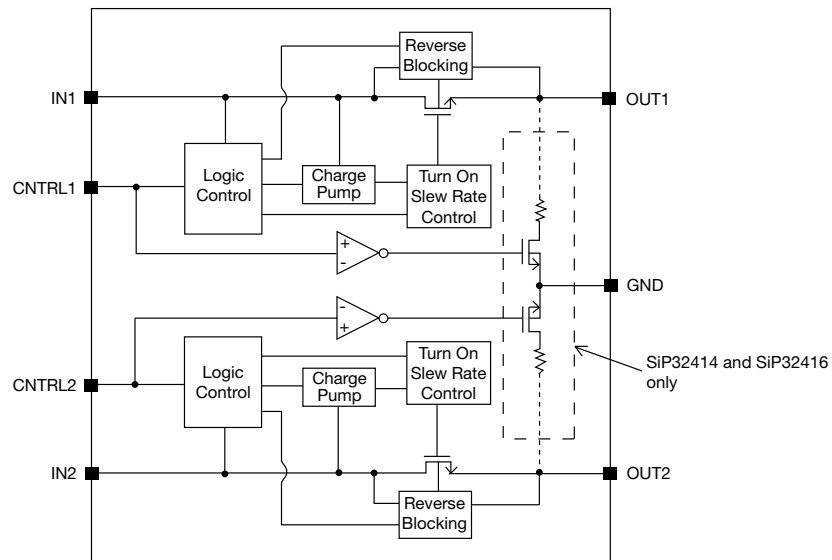 Reverse
Blocking
IN1
OUT1
Logic
Control
Charge
Pump
Turn On
Slew Rate
Control
CNTRL1
+
-
GND
-
+
SiP32414 and SiP32416
only
Logic
Control
Turn On
Slew Rate
Control
Charge
Pump
CNTRL2
IN2
OUT2
Reverse
Blocking